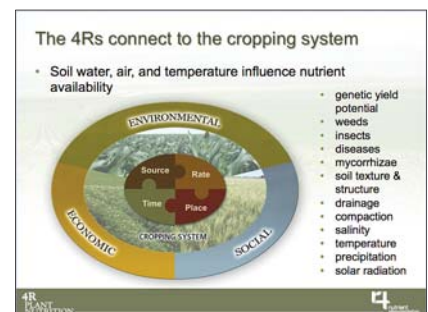 The 4Rs connect to the cropping system
• Soil water, air, and temperature influence nutrient
availability
ENVIRONMENTAL
ECONOMIC
SOCIAL
Source
Rate
Time
Place
CROPPING SYSTEM
• genetic yield
potential
• weeds
• insects
• diseases
• mycorrhizae
• soil texture &
structure
• drainage
• compaction
• salinity
• temperature
• precipitation
• solar radiation
4R
PLANT
NUTRITION
nutrient